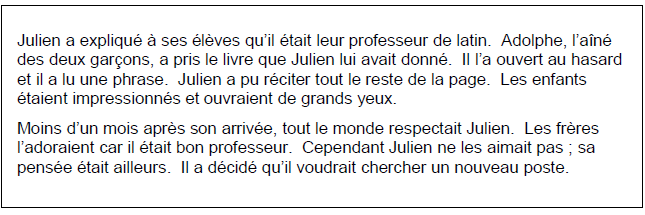 Julien a expliqué à ses élèves qu’il était leur professeur de latin.  Adolphe, l’aîné
des deux garçons, a pris le livre que Julien lui avait donné.  Il l’a ouvert au hasard
et il a lu une phrase.  Julien a pu réciter tout le reste de la page.  Les enfants
étaient impressionnés et ouvraient de grands yeux.
Moins d’un mois après son arrivée, tout le monde respectait Julien.  Les frères
l’adoraient car il était bon professeur.  Cependant Julien ne les aimait pas ; sa
pensée était ailleurs.  Il a décidé qu’il voudrait chercher un nouveau poste.